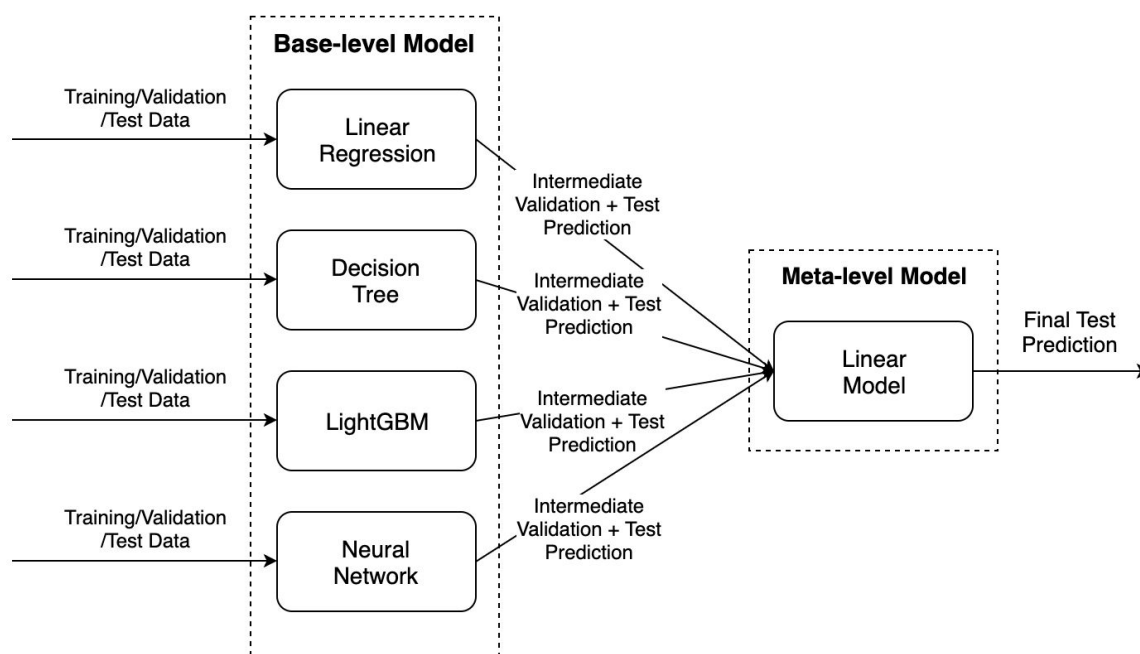 Base-level Model
Training/Validation
/Test Data
Linear
Regression
Intermediate
Validation + Test
Prediction
Training/Validation
/Test Data
Decision
Tree
Intermediate
Validation + Test
Prediction
Meta-level Model
Linear
Model
Final Test
Prediction
Training/Validation
/Test Data
LightGBM
Intermediate
Validation + Test
Prediction
Training/Validation
/Test Data
Neural
Network
Intermediate
Validation + Test
Prediction